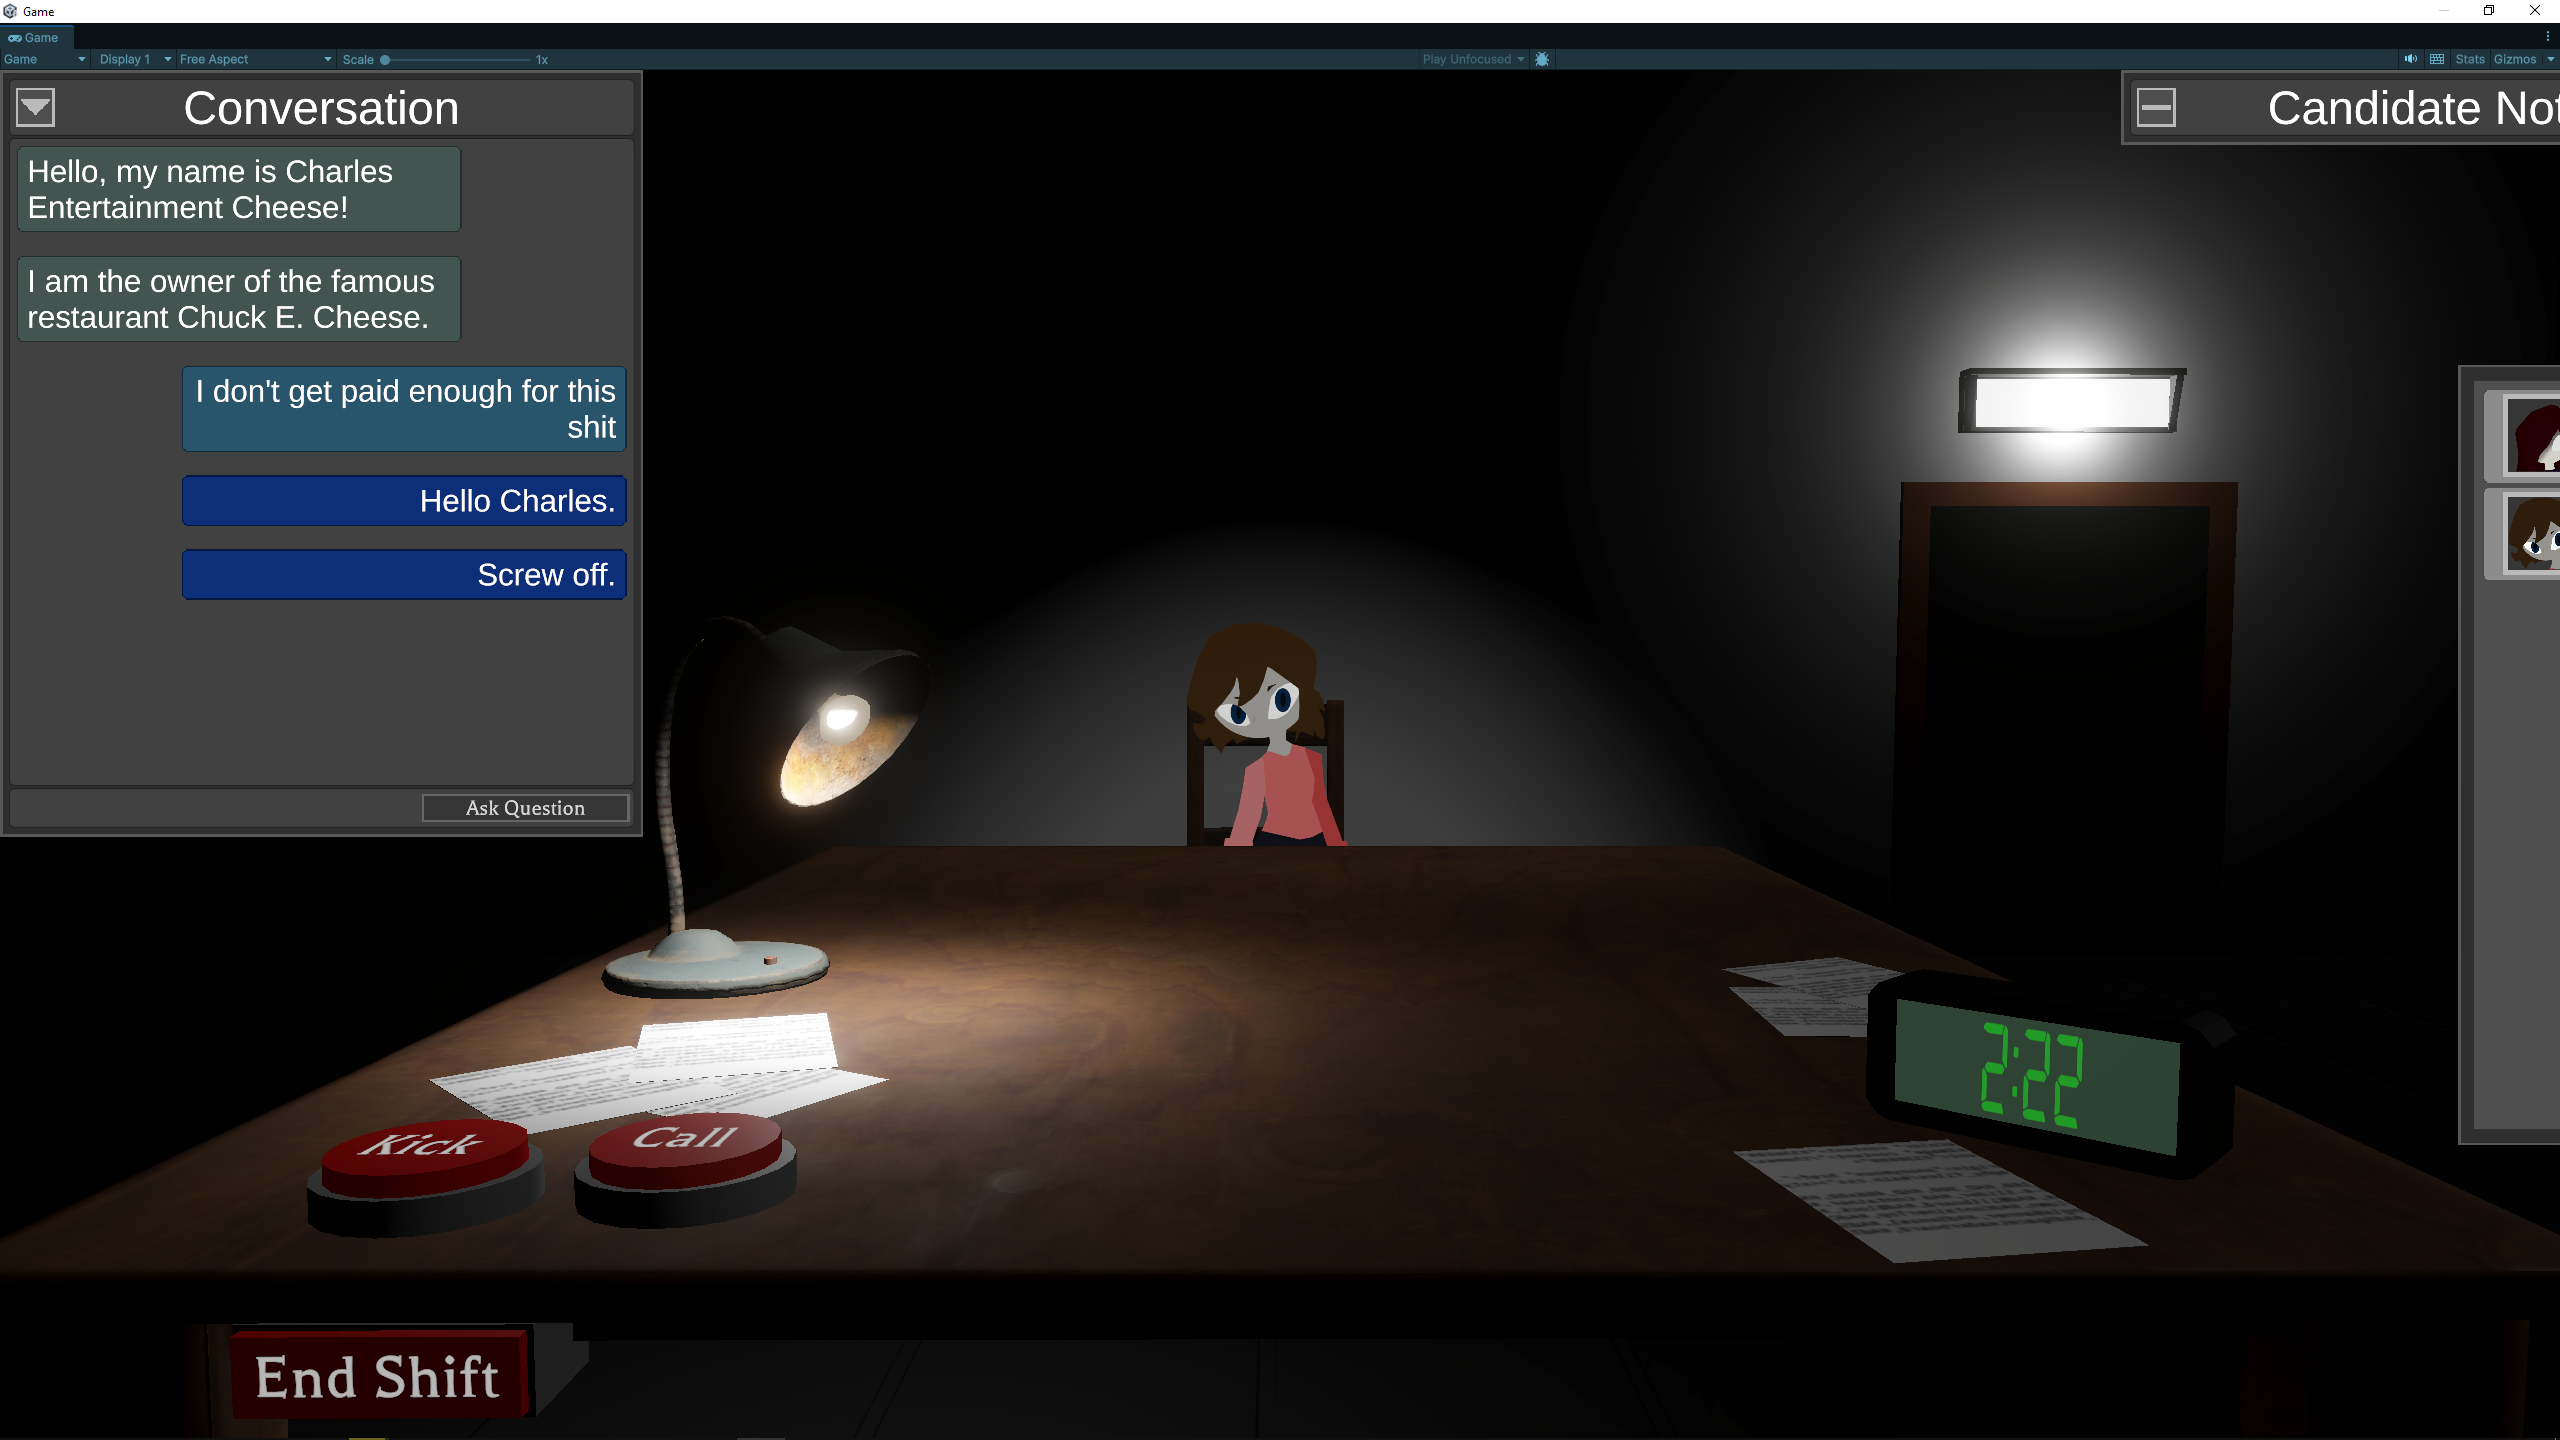 Game
Game
Game
Display 1
Free Aspect
Scale
1x
Play Unfocused
Stats
Gizmos
Conversation
Hello, my name is Charles
Entertainment Cheese!
I am the owner of the famous
restaurant Chuck E. Cheese.
I don't get paid enough for this
shit
Hello Charles.
Screw off.
Ask Question
Candidate Not
2:22
Kick
Call
End Shift